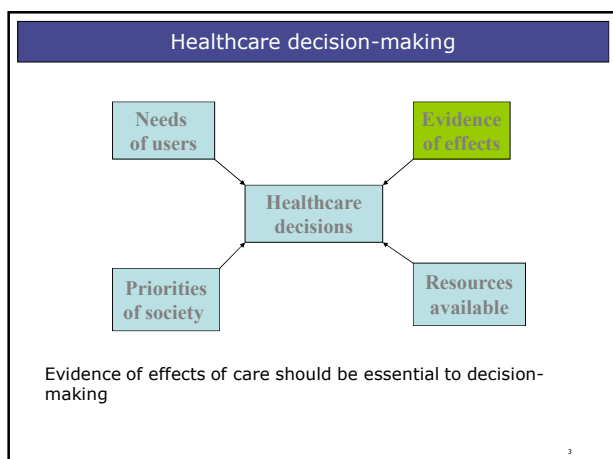 Healthcare decision-making
Needs
of users
Evidence
of effects
Healthcare
decisions
Priorities
of society
Resources
available
Evidence of effects of care should be essential to decision-
making
3